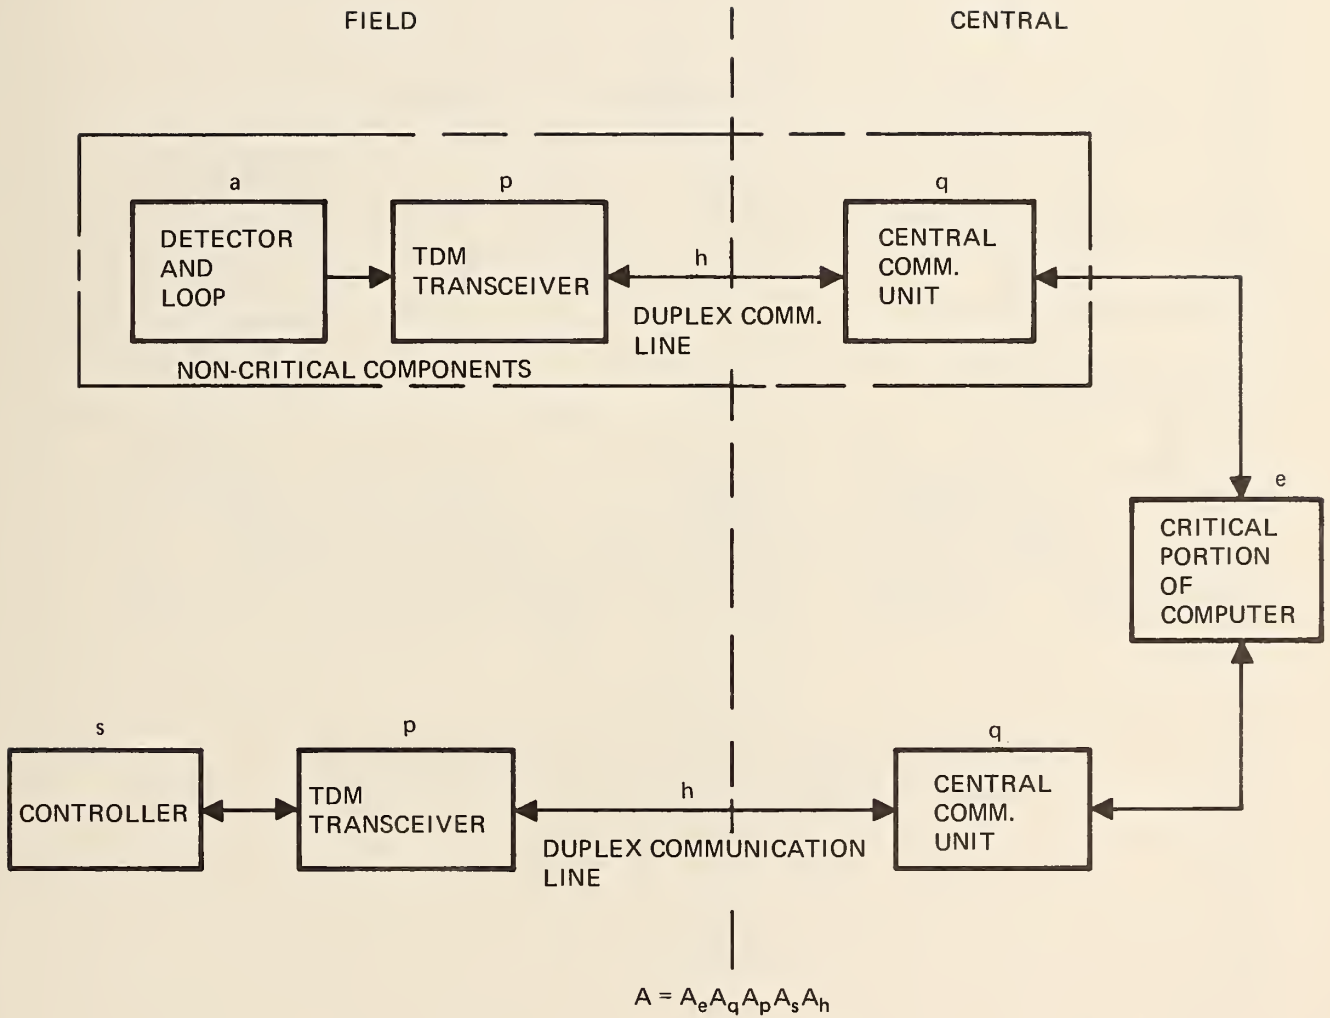 FIELD
CENTRAL
a
p
q
DETECTOR
AND
LOOP
TDM
TRANSCEIVER
h
DUPLEX COMM.
LINE
CENTRAL
COMM.
UNIT
NON-CRITICAL COMPONENTS
e
CRITICAL
PORTION
OF
COMPUTER
s
p
q
CONTROLLER
TDM
TRANSCEIVER
h
DUPLEX COMMUNICATION
LINE
CENTRAL
COMM.
UNIT
A = AₑA_qAₚAₛAₕ